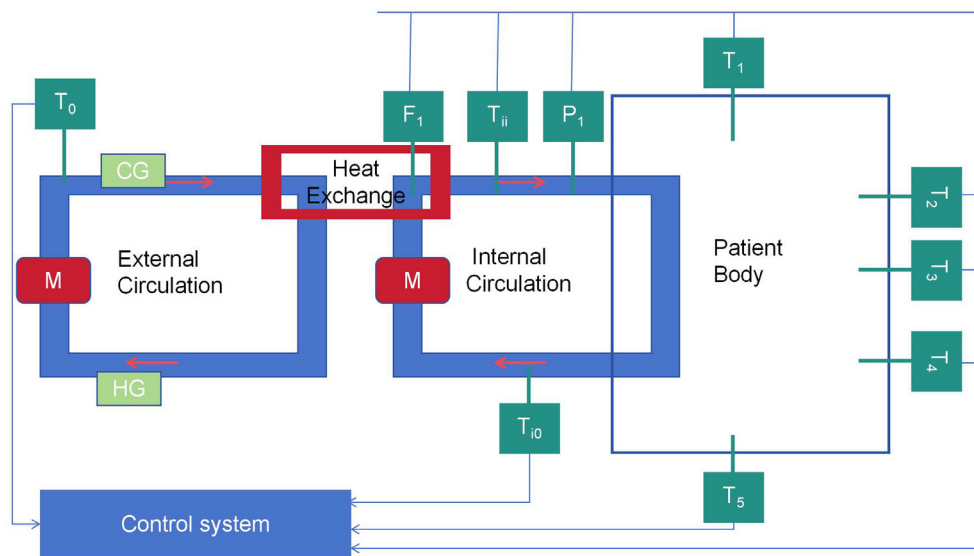 T₁
T₀
F₁
Tᵢᵢ
P₁
CG
Heat
Exchange
T₂
M
External
Circulation
M
Internal
Circulation
Patient
Body
T₃
T₄
HG
Tᵢ₀
T₅
Control system